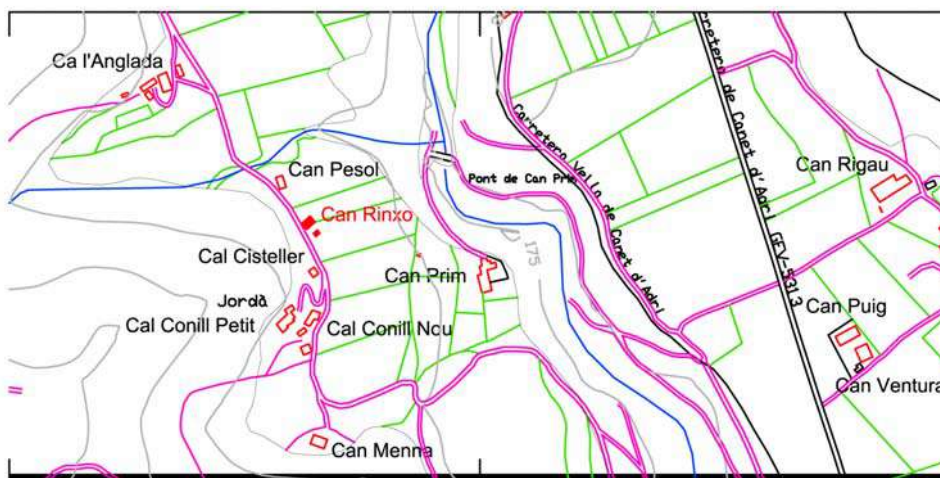 Ca l'Anglada
Can Pesol
Can Rinxo
Cal Cisteller
Jordà
Cal Conill Petit
Cal Conill Nou
Can Menna
Can Prim
Pont de Can Prim
175
Carretera Vella de Canet d'Adri
Carretera de Canet d'Adri GEV-5313
Can Rigau
Can Puig
Can Ventura